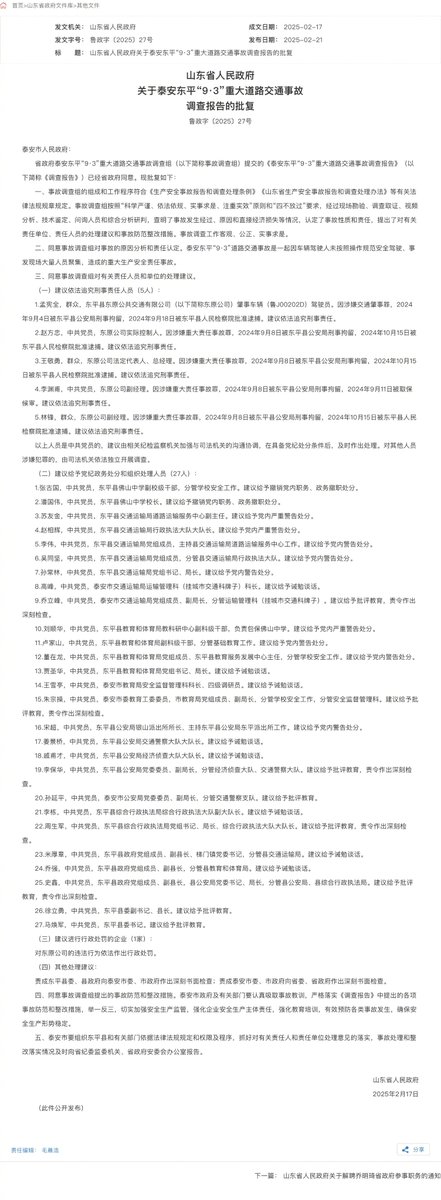 首页>山东省政府文件库>其他文件
发文机关： 山东省人民政府 成文日期： 2025-02-17
发文字号： 鲁政字〔2025〕27号 发布日期： 2025-02-21
标 题： 山东省人民政府关于泰安东平“9·3”重大道路交通事故调查报告的批复
山东省人民政府
关于泰安东平“9·3”重大道路交通事故
调查报告的批复
鲁政字〔2025〕27号
泰安市人民政府：
省政府泰安东平“9·3”重大道路交通事故调查组（以下简称事故调查组）提交的《泰安东平“9·3”重大道路交通事故调查报告》（以
下简称《调查报告》）已经省政府同意。现批复如下：
一、事故调查组的组成和工作程序符合《生产安全事故报告和调查处理条例》《山东省生产安全事故报告和调查处理办法》等有关法
律法规规章规定。事故调查组按照“科学严谨、依法依规、实事求是、注重实效”原则和“四不放过”要求，经过现场勘验、调查取证、视频
分析、技术鉴定、问询人员和综合分析研判，查明了事故发生经过、原因和直接经济损失等情况，认定了事故性质和责任，提出了对有关
责任单位、责任人员的处理建议和事故防范整改措施。事故调查工作客观、公正、实事求是。
二、同意事故调查组对事故的原因分析和责任认定。泰安东平“9·3”道路交通事故是一起因车辆驾驶人未按照操作规范安全驾驶、事
发现场大量人员聚集，造成的重大生产安全责任事故。
三、同意事故调查组对有关责任人员和单位的处理建议。
（一）建议依法追究刑事责任人员（5人）：
1.孟宪全，群众，东平县东原公共交通有限公司（以下简称东原公司）肇事车辆（鲁J00202D）驾驶员。因涉嫌交通肇事罪，2024
年9月4日被东平县公安局刑事拘留，2024年9月18日被东平县人民检察院批准逮捕。建议依法追究刑事责任。
2.赵方志，中共党员，东原公司实际控制人。因涉嫌重大责任事故罪，2024年9月8日被东平县公安局刑事拘留，2024年10月15日被
东平县人民检察院批准逮捕。建议依法追究刑事责任。
3.王敬勇，群众，东原公司法定代表人、总经理。因涉嫌重大责任事故罪，2024年9月8日被东平县公安局刑事拘留，2024年10月15
日被东平县人民检察院批准逮捕。建议依法追究刑事责任。
4.李渊甫，中共党员，东原公司副经理。因涉嫌重大责任事故罪，2024年9月8日被东平县公安局刑事拘留，2024年9月11日被取保
候审。建议依法追究刑事责任。
5.林锋，群众，东原公司副经理。因涉嫌重大责任事故罪，2024年9月8日被东平县公安局刑事拘留，2024年10月15日被东平县人民
检察院批准逮捕。建议依法追究刑事责任。
以上人员是中共党员的，建议由相关纪检监察机关加强与司法机关的沟通协调，在具备党纪处分条件后，及时作出处理。对其他人员
涉嫌犯罪的，由司法机关依法独立开展调查。
（二）建议给予党纪政务处分和组织处理人员（27人）：
1.张吉国，中共党员，东平县佛山中学副校级干部，分管学校安全工作。建议给予撤销党内职务、政务撤职处分。
2.潘国伟，中共党员，东平县佛山中学校长。建议给予撤销党内职务、政务撤职处分。
3.苏友金，中共党员，东平县交通运输局道路运输服务中心副主任。建议给予党内严重警告处分。
4.赵相辉，中共党员，东平县交通运输局行政执法大队大队长。建议给予党内严重警告处分。
5.李伟，中共党员，东平县交通运输局党组成员，主持县交通运输局道路运输服务中心工作。建议给予党内警告处分。
6.吴同坚，中共党员，东平县交通运输局党组成员，分管县交通运输局行政执法大队。建议给予党内警告处分。
7.孙常林，中共党员，东平县交通运输局党组书记、局长。建议给予党内警告处分。
8.高峰，中共党员，泰安市交通运输局运输管理科（挂城市交通科牌子）科长。建议给予诫勉谈话。
9.乔立峰，中共党员，泰安市交通运输局党组成员、副局长，分管运输管理科（挂城市交通科牌子）。建议给予批评教育，责令作出
深刻检查。
10.刘顺华，中共党员，东平县教育和体育局教科研中心副科级干部，负责包保佛山中学。建议给予党内严重警告处分。
11.卢家山，中共党员，东平县教育和体育局副科级干部，分管基础教育工作。建议给予党内警告处分。
12.董在龙，中共党员，东平县教育和体育局党组成员、东平县教育服务发展中心主任，分管学校安全工作。建议给予党内警告处分。
13.贾圣华，中共党员，东平县教育和体育局党组书记、局长。建议给予诫勉谈话。
14.王雪亭，中共党员，泰安市教育局安全监督管理科科长、四级调研员。建议给予诫勉谈话。
15.朱宗操，中共党员，泰安市委教育工委委员，市教育局党组成员、副局长，分管学校安全工作，分管安全监督管理科。建议给予批
评教育，责令作出深刻检查。
16.宋超，中共党员，东平县公安局银山派出所所长，主持东平县公安局东平派出所工作。建议给予党内警告处分。
17.姜景桥，中共党员，东平县公安局交通警察大队大队长。建议给予诫勉谈话。
18.戚甫才，中共党员，东平县公安局经济侦查大队大队长。建议给予诫勉谈话。
19.李保华，中共党员，东平县公安局党委委员、副局长，分管经济侦查大队、交通警察大队。建议给予批评教育，责令作出深刻检
查。
20.孙延平，中共党员，泰安市公安局党委委员、副局长，分管交通警察支队。建议给予批评教育。
21.李栋，中共党员，东平县综合行政执法局综合行政执法大队副大队长。建议给予诫勉谈话。
22.周生军，中共党员，东平县综合行政执法局党组书记、局长，综合行政执法大队大队长。建议给予批评教育，责令作出深刻检
查。
23.米厚章，中共党员，东平县政府党组成员、副县长，梯门镇党委书记，分管县交通运输局。建议给予诫勉谈话。
24.乔强，中共党员，东平县政府党组成员、副县长，分管县教育和体育局。建议给予诫勉谈话。
25.史鑫，中共党员，东平县政府党组成员、副县长，县公安局党委书记、局长，分管县公安局、县综合行政执法局。建议给予批评
教育，责令作出深刻检查。
26.徐立勇，中共党员，东平县委副书记、县长。建议给予批评教育。
27.马焕军，中共党员，东平县委书记。建议给予批评教育。
（三）建议进行行政处罚的企业（1家）：
对东原公司的违法行为依法作出行政处罚。
（四）其他处理建议：
责成东平县委、县政府向泰安市委、市政府作出深刻书面检查；责成泰安市委、市政府向省委、省政府作出深刻书面检查。
四、同意事故调查组提出的事故防范和整改措施。泰安市政府及有关部门要认真吸取事故教训，严格落实《调查报告》中提出的各项
事故防范和整改措施，举一反三，切实加强安全生产监管，强化企业安全生产主体责任，强化教育培训，有效预防各类事故发生，确保安
全生产形势稳定。
五、泰安市要组织东平县和有关部门依据法律法规规定和权限及程序，抓好对有关责任人和责任单位处理意见的落实，事故处理和整
改落实情况及时向省纪委监委机关、省政府安委会办公室报告。
山东省人民政府
2025年2月17日
（此件公开发布）
责任编辑： 毛嘉浩 分享
下一篇： 山东省人民政府关于解聘乔明琦省政府参事职务的通知